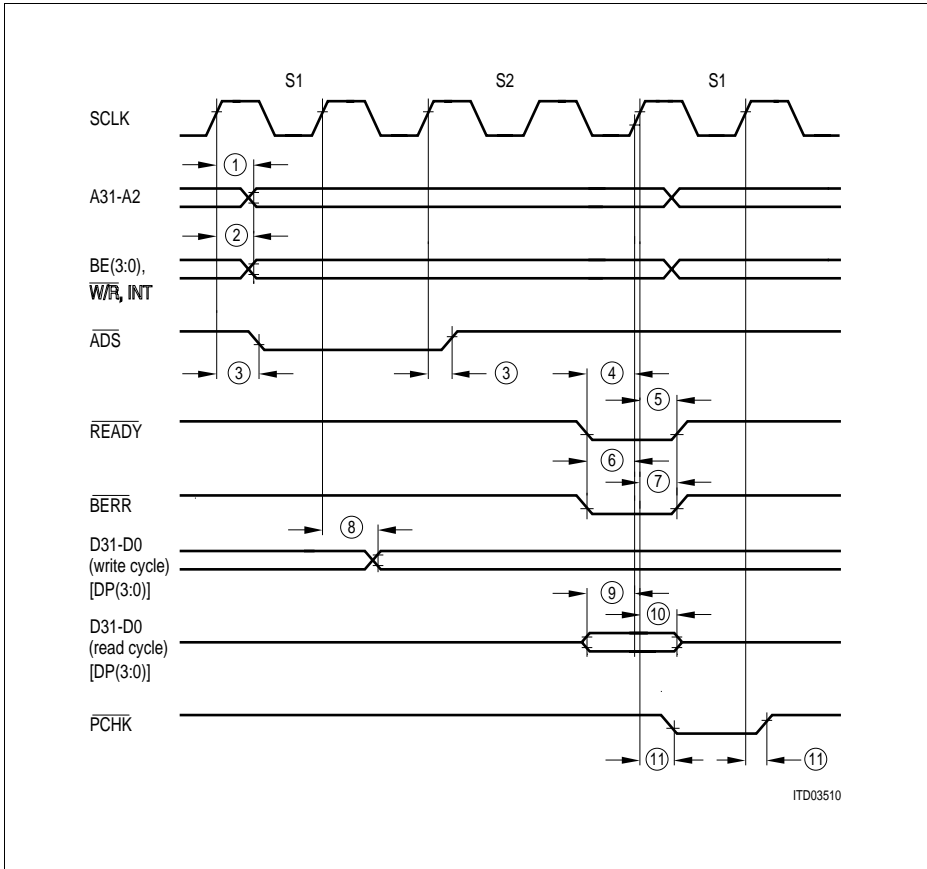 S1 S2 S1
SCLK
1
A31-A2
2
BE(3:0),
W/R, INT
ADS
3 3 4
5
READY
6
7
BERR
8
D31-D0
(write cycle)
[DP(3:0)]
9
10
D31-D0
(read cycle)
[DP(3:0)]
PCHK
11 11
ITD03510